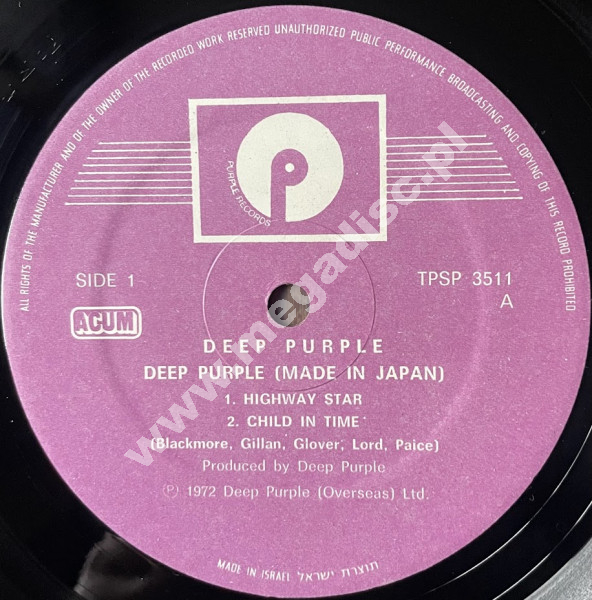 ALL RIGHTS OF THE MANUFACTURER AND OF THE OWNER OF THE RECORDED WORK RESERVED UNAUTHORIZED PUBLIC PERFORMANCE BROADCASTING AND COPYING OF THIS RECORD PROHIBITED
PURPLE RECORDS
SIDE 1
TPSP 3511
A
ACUM
DEEP PURPLE
DEEP PURPLE (MADE IN JAPAN)
1. HIGHWAY STAR
2. CHILD IN TIME
(Blackmore, Gillan, Glover, Lord, Paice)
Produced by Deep Purple
Ⓟ 1972 Deep Purple (Overseas) Ltd.
MADE IN ISRAEL תוצרת ישראל
www.megadisc.pl